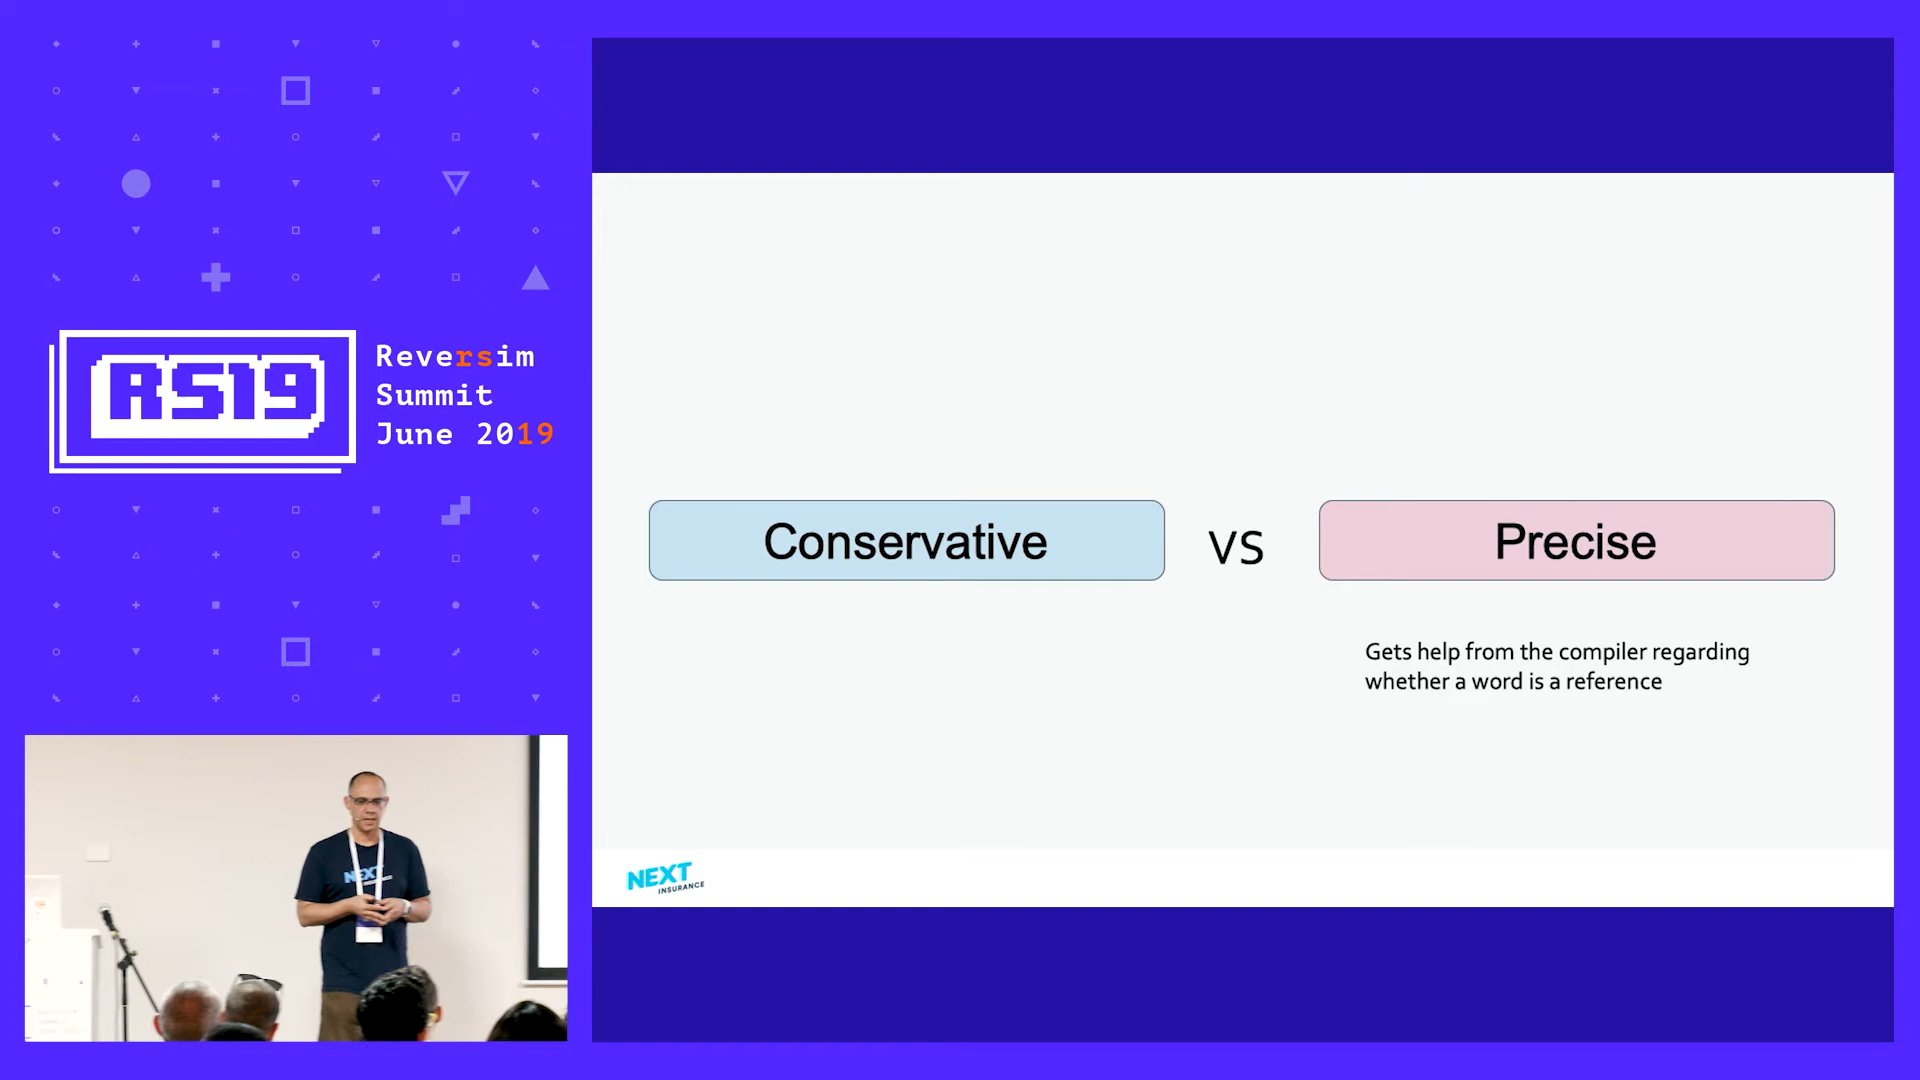 RS19
Reversim
Summit
June 2019
Conservative
VS
Precise
Gets help from the compiler regarding
whether a word is a reference
NEXT
INSURANCE
NEXT